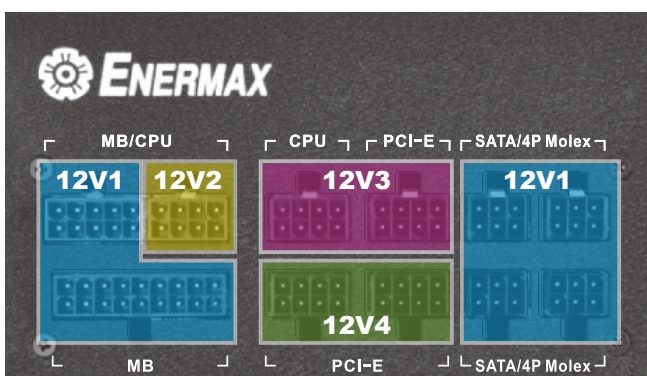 ENERMAX
MB/CPU CPU PCI-E SATA/4P Molex
12V1 12V2 12V3 12V1
12V4
MB PCI-E SATA/4P Molex